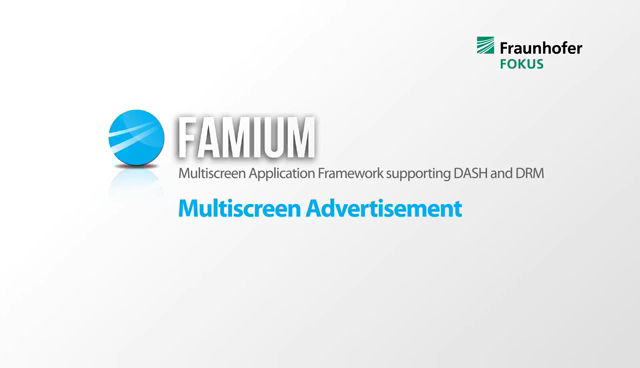 Fraunhofer
FOKUS
FAMIUM
Multiscreen Application Framework supporting DASH and DRM
Multiscreen Advertisement